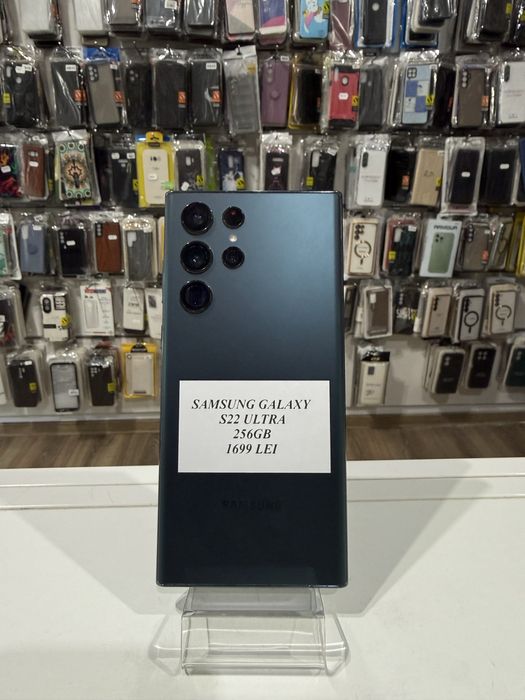 SAMSUNG GALAXY
S22 ULTRA
256GB
1699 LEI
SAMSUNG